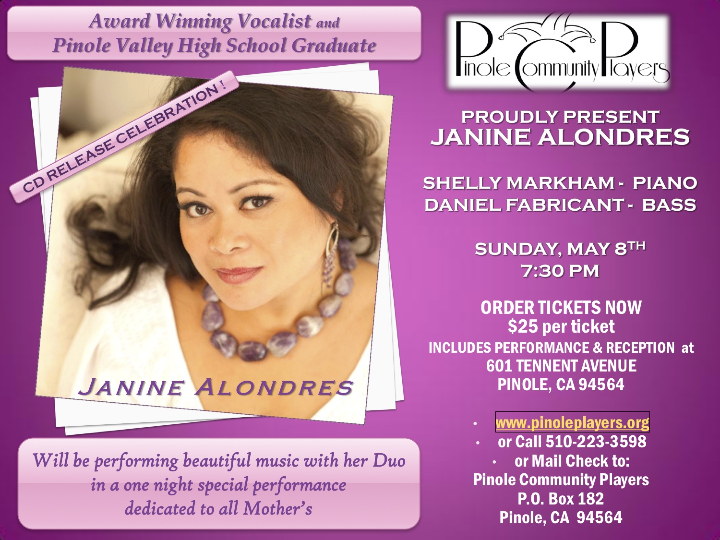 Award Winning Vocalist and
Pinole Valley High School Graduate
CD RELEASE CELEBRATION !
JANINE ALONDRES
Will be performing beautiful music with her Duo
in a one night special performance
dedicated to all Mother's
Pinole Community Players
PROUDLY PRESENT
JANINE ALONDRES
SHELLY MARKHAM - PIANO
DANIEL FABRICANT - BASS
SUNDAY, MAY 8TH
7:30 PM
ORDER TICKETS NOW
$25 per ticket
INCLUDES PERFORMANCE & RECEPTION at
601 TENNENT AVENUE
PINOLE, CA 94564
• www.pinoleplayers.org
• or Call 510-223-3598
• or Mail Check to:
Pinole Community Players
P.O. Box 182
Pinole, CA 94564